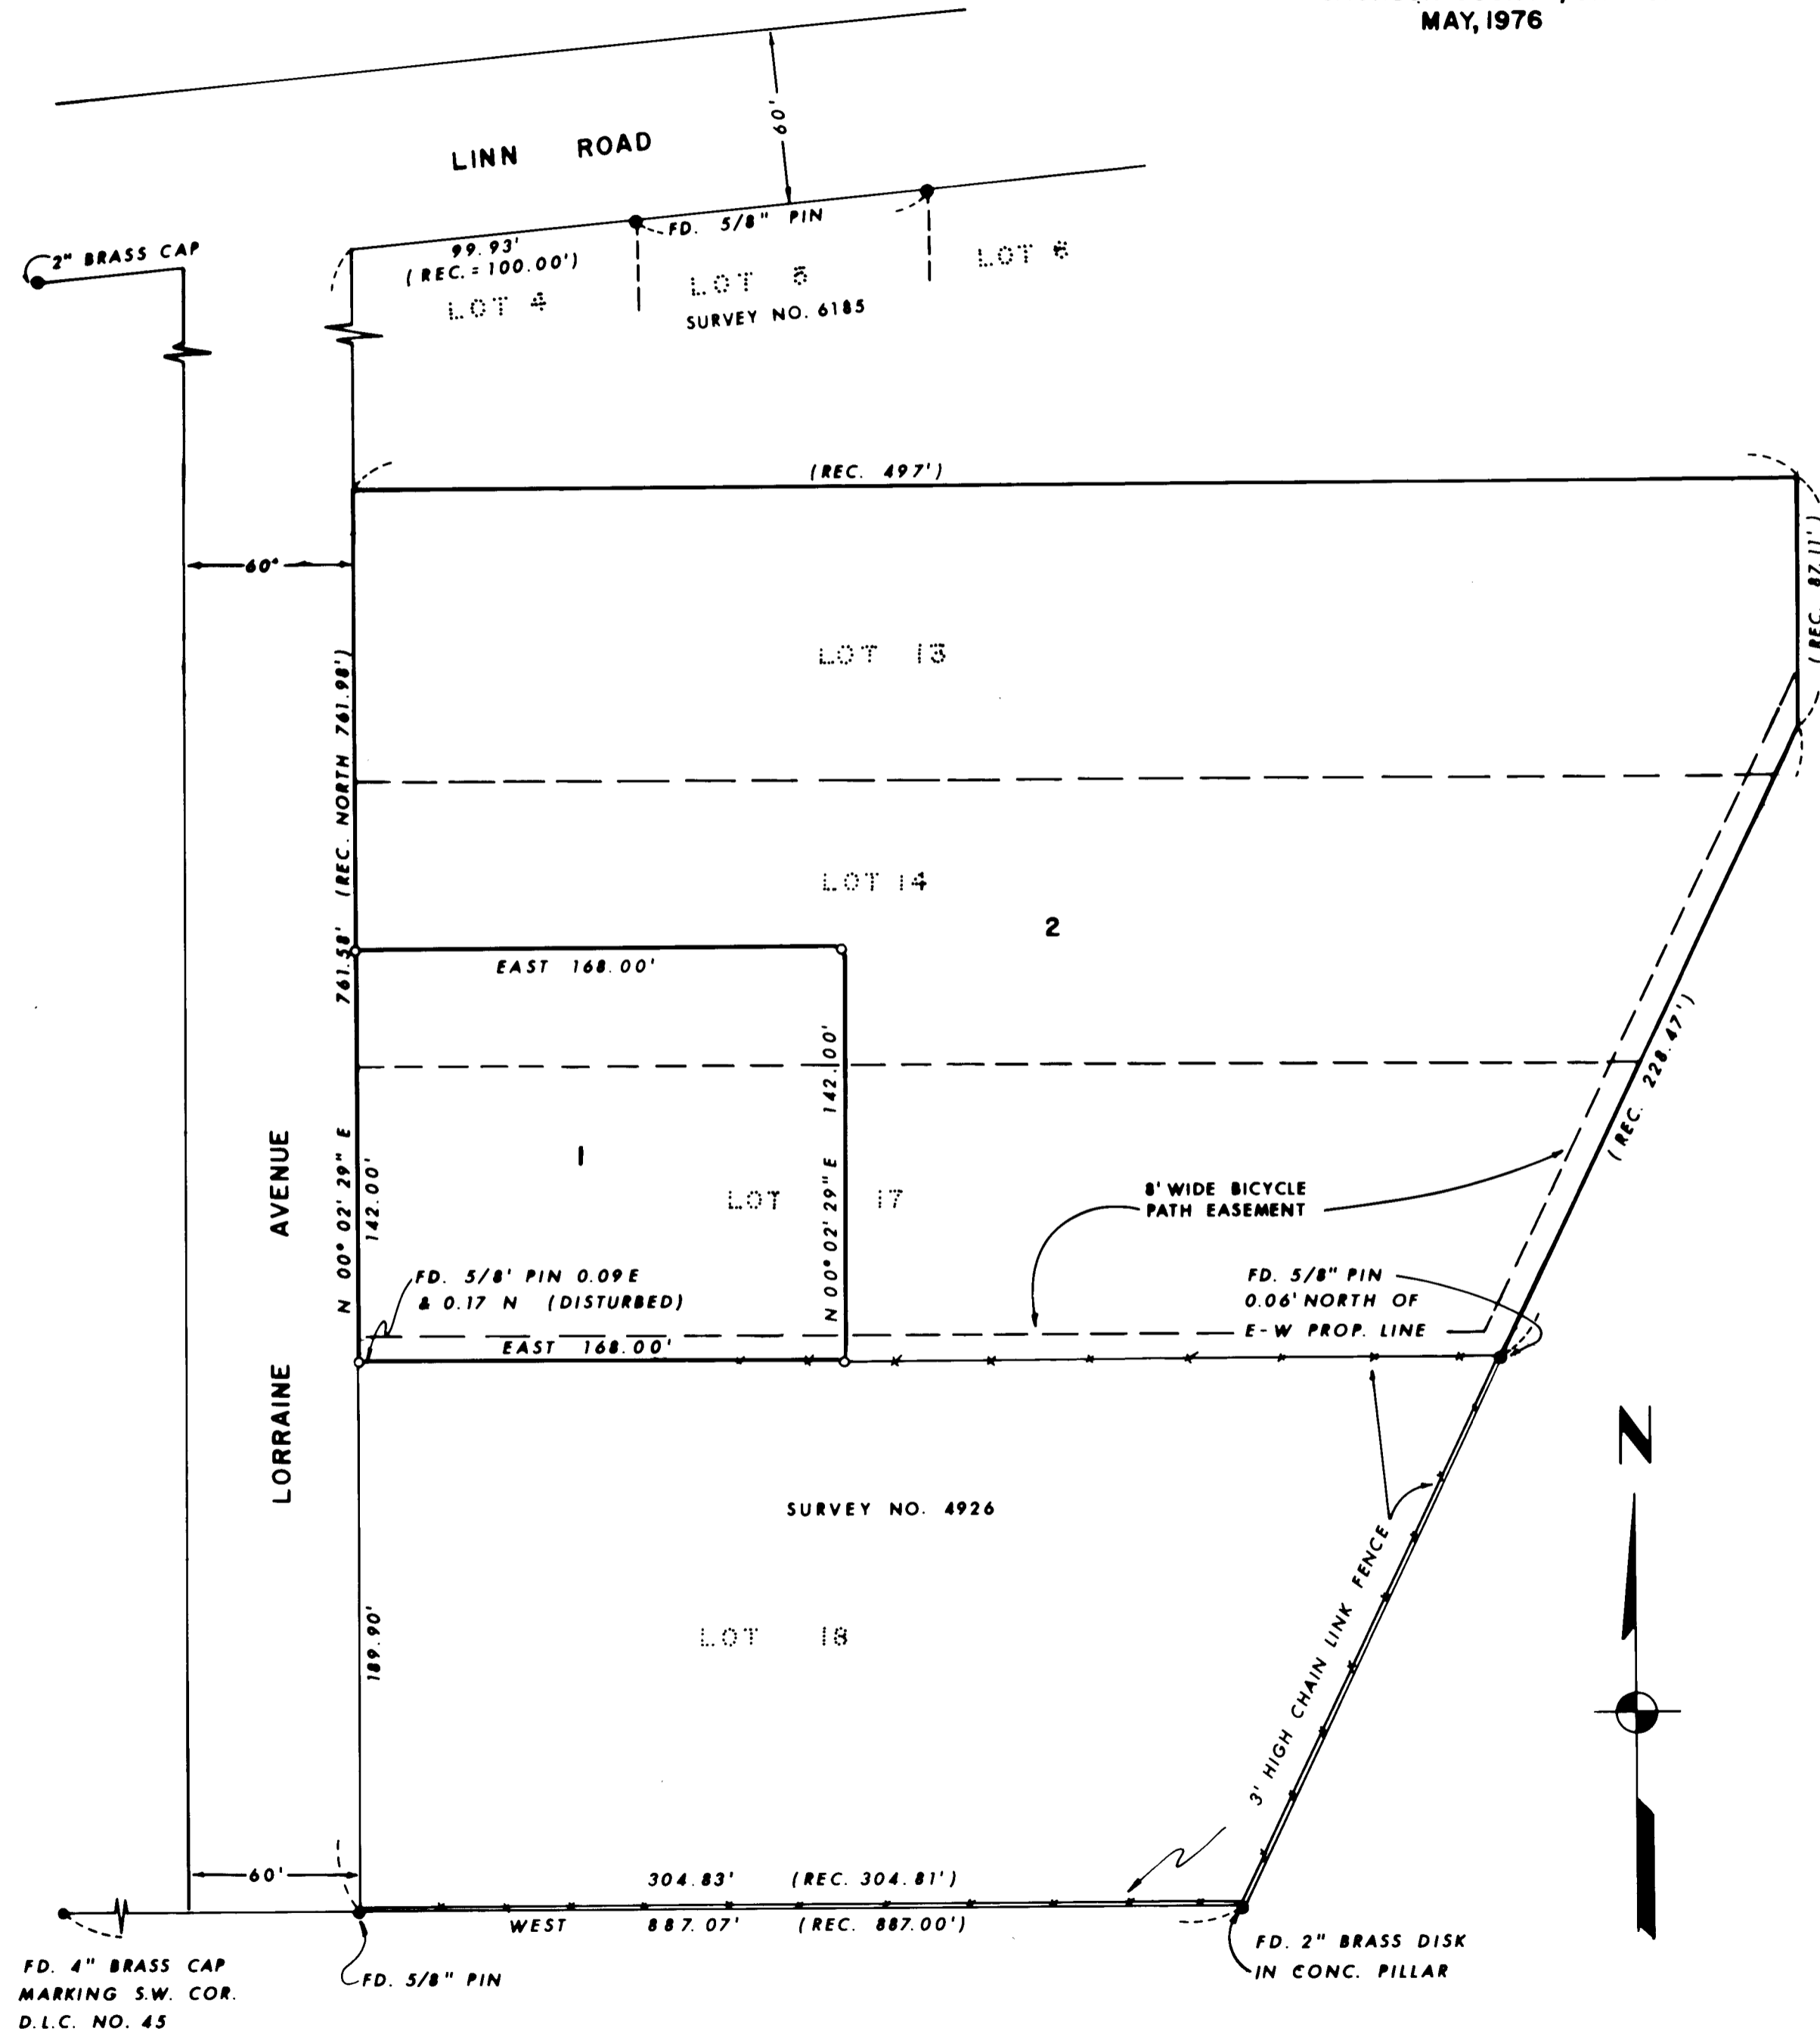 MAY, 1976
LINN ROAD
60'
2" BRASS CAP
FD. 5/8" PIN
99.93'
(REC. = 100.00')
LOT 4
LOT 5
LOT 6
SURVEY NO. 6185
(REC. 497')
(REC. 87.11')
60'
LOT 13
761.58' (REC. NORTH 761.98')
LOT 14
2
EAST 168.00'
N 00° 02' 29" E 142.00'
1
LOT 17
N 00° 02' 29" E
142.00'
LORRAINE AVENUE
(REC. 228.47')
8' WIDE BICYCLE
PATH EASEMENT
FD. 5/8' PIN 0.09 E
& 0.17 N (DISTURBED)
FD. 5/8" PIN
0.06' NORTH OF
E-W PROP. LINE
EAST 168.00'
N
SURVEY NO. 4926
3' HIGH CHAIN LINK FENCE
LOT 18
189.90'
60'
304.83' (REC. 304.81')
WEST 887.07' (REC. 887.00')
FD. 4" BRASS CAP
MARKING S.W. COR.
D.L.C. NO. 45
FD. 5/8" PIN
FD. 2" BRASS DISK
IN CONC. PILLAR